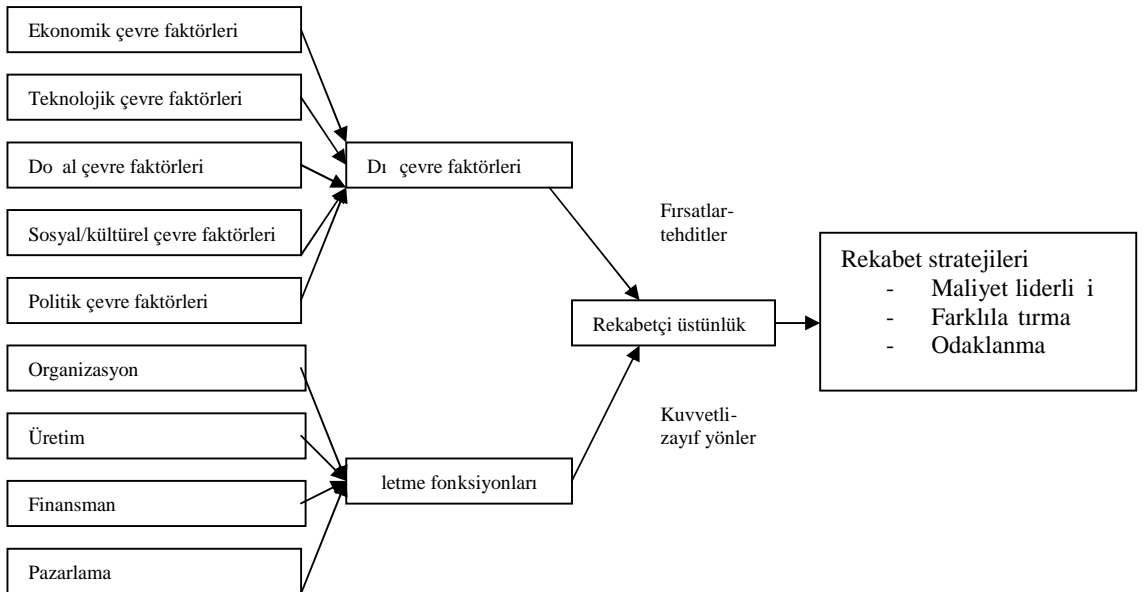 Ekonomik çevre faktörleri
Teknolojik çevre faktörleri
Do al çevre faktörleri
Sosyal/kültürel çevre faktörleri
Politik çevre faktörleri
Organizasyon
Üretim
Finansman
Pazarlama
Dı çevre faktörleri
letme fonksiyonları
Fırsatlar-
tehditler
Rekabetçi üstünlük
Kuvvetli-
zayıf yönler
Rekabet stratejileri
- Maliyet liderli i
- Farklıla tırma
- Odaklanma